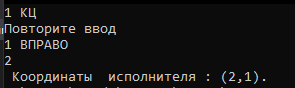 1 КЦ
Повторите ввод
1 ВПРАВО
2
Координаты  исполнителя : (2,1).